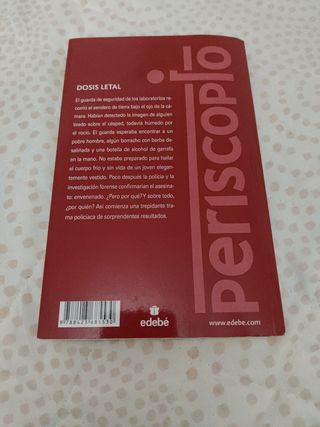 DOSIS LETAL
El guarda de seguridad de los laboratorios re-
corrió el sendero de tierra bajo el ojo de la cá-
mara. Habían detectado la imagen de alguien
tirado sobre el césped, todavía húmedo por
el rocío. El guarda esperaba encontrar a un
pobre hombre, algún borracho con barba de-
saliñada y una botella de alcohol de garrafa
en la mano. No estaba preparado para hallar
el cuerpo frío y sin vida de un joven elegan-
temente vestido. Poco después la policía y la
investigación forense confirmarían el asesina-
to: envenenado. ¿Pero por qué? Y sobre todo,
¿por quién? Así comienza una trepidante tra-
ma policiaca de sorprendentes resultados.
periscopio
edebé
www.edebe.com
9 788423 681530